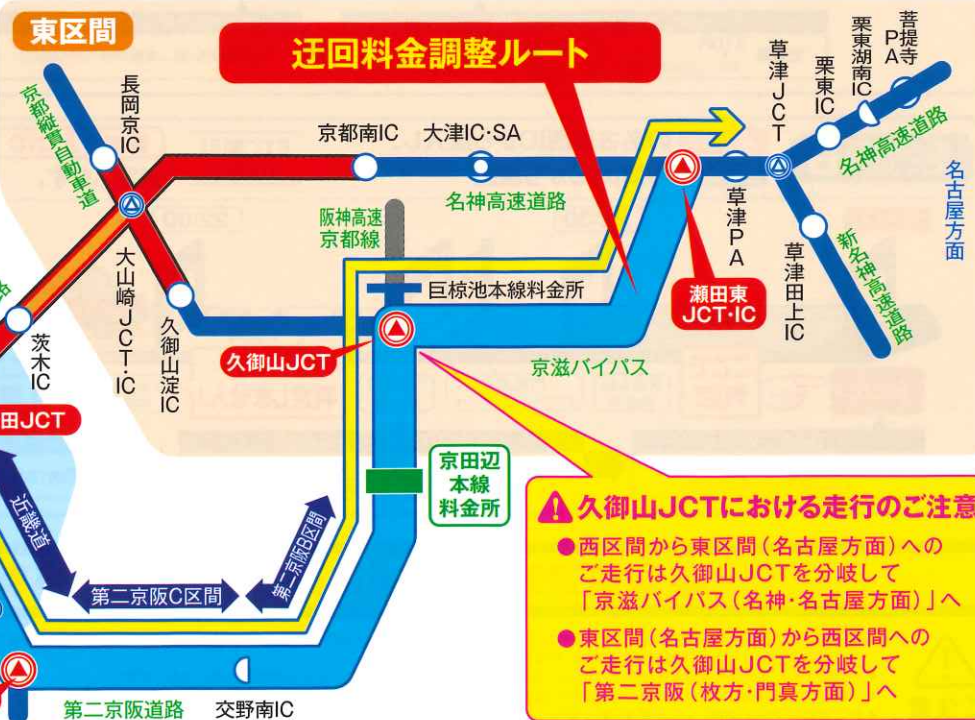 東区間
迂回料金調整ルート
京都縦貫自動車道
長岡京IC
京都南IC
大津IC・SA
名神高速道路
草津JCT
栗東IC
栗東湖南IC
菩提寺PA
名神高速道路
名古屋方面
阪神高速
京都線
草津PA
草津田上IC
新名神高速道路
大山崎JCT・IC
久御山淀IC
茨木IC
路
巨椋池本線料金所
瀬田東
JCT・IC
久御山JCT
京滋バイパス
田JCT
京田辺
本線
料金所
近畿道
第二京阪C区間
第二京阪B区間
第二京阪道路
交野南IC
久御山JCTにおける走行のご注意
●西区間から東区間(名古屋方面)への
ご走行は久御山JCTを分岐して
「京滋バイパス(名神・名古屋方面)」へ
●東区間(名古屋方面)から西区間への
ご走行は久御山JCTを分岐して
「第二京阪(枚方・門真方面)」へ